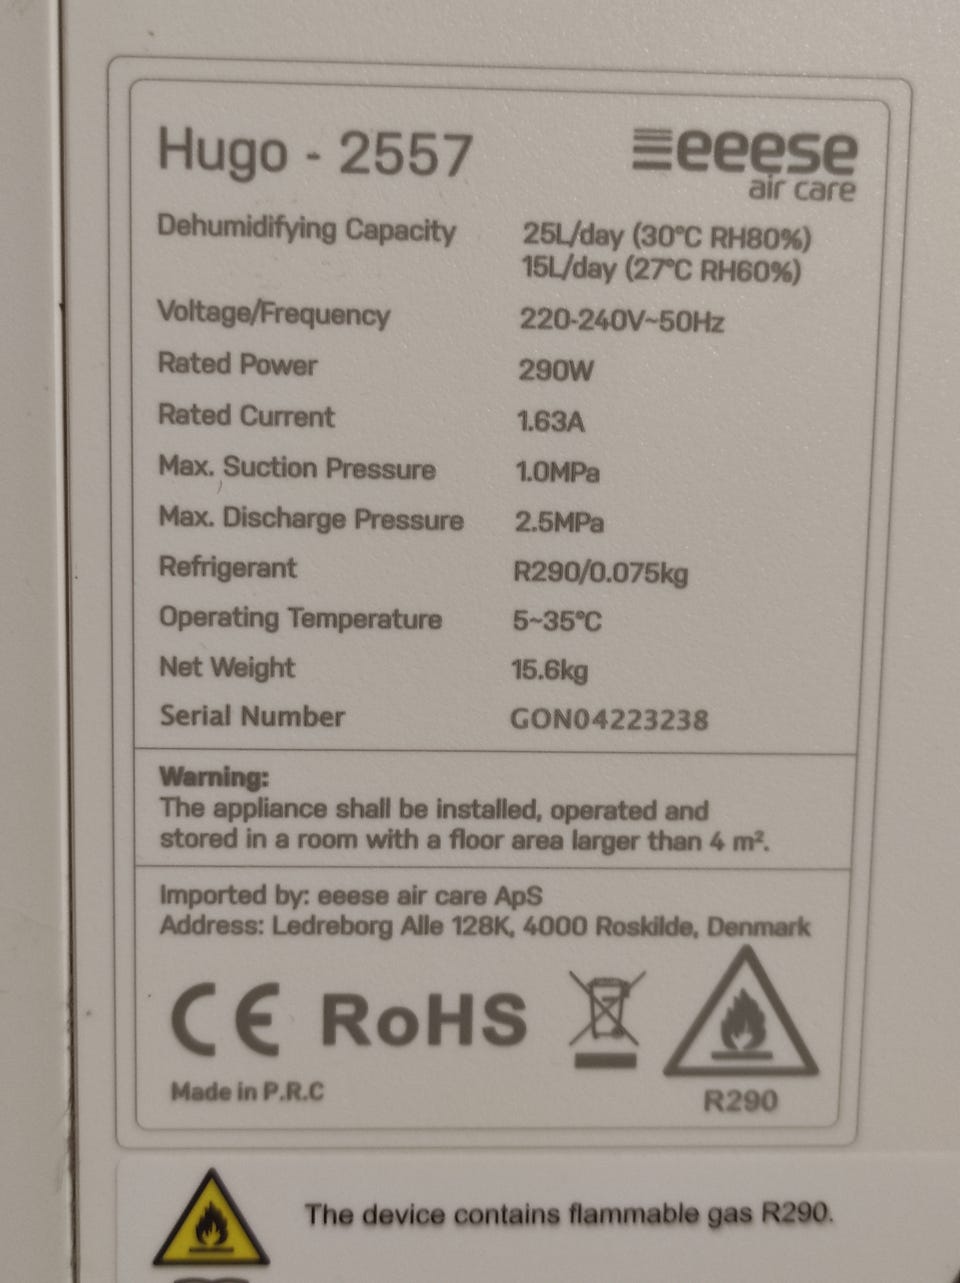 Hugo - 2557
eeese
air care
Dehumidifying Capacity 25L/day (30°C RH80%)
15L/day (27°C RH60%)
Voltage/Frequency 220-240V~50Hz
Rated Power 290W
Rated Current 1.63A
Max. Suction Pressure 1.0MPa
Max. Discharge Pressure 2.5MPa
Refrigerant R290/0.075kg
Operating Temperature 5~35°C
Net Weight 15.6kg
Serial Number GON04223238
Warning:
The appliance shall be installed, operated and
stored in a room with a floor area larger than 4 m².
Imported by: eeese air care ApS
Address: Ledreborg Alle 128K, 4000 Roskilde, Denmark
CE RoHS
Made in P.R.C
R290
The device contains flammable gas R290.